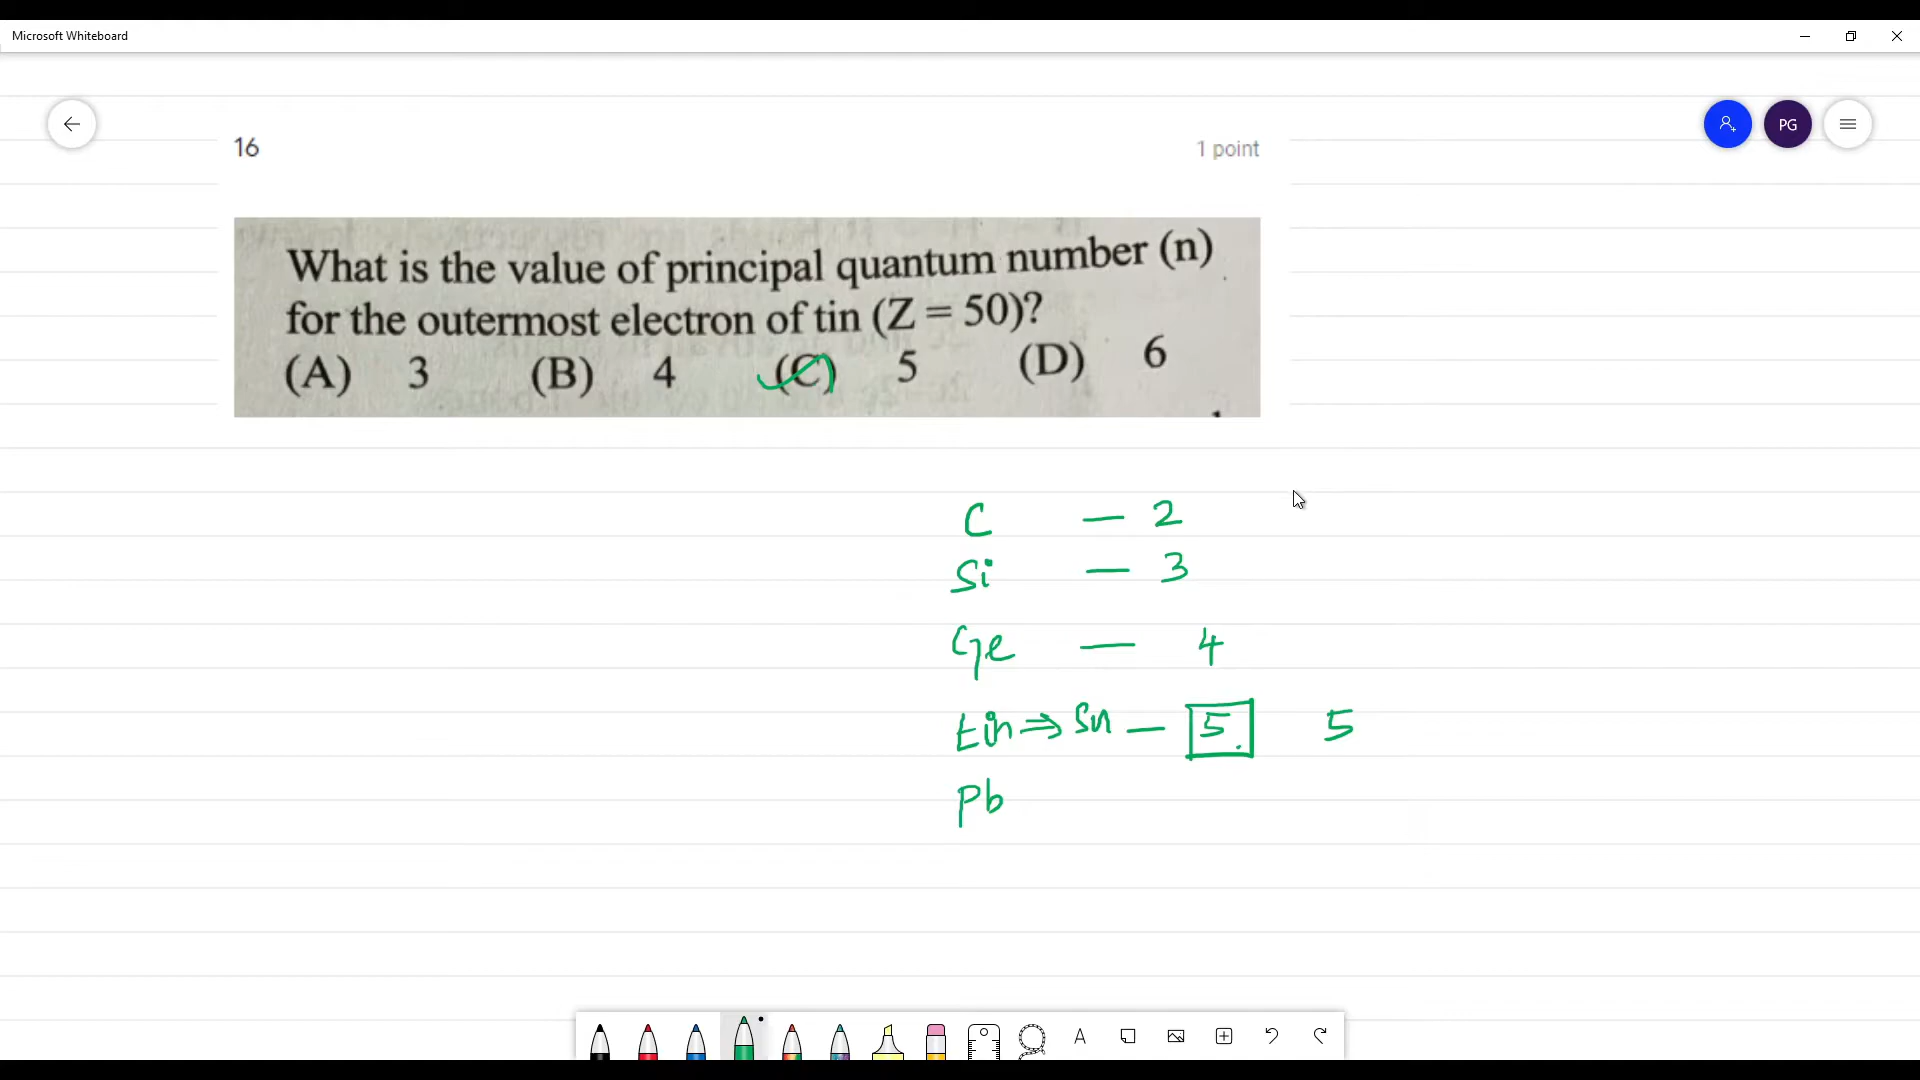 Microsoft Whiteboard
PG
16
1 point
What is the value of principal quantum number (n)
for the outermost electron of tin (Z = 50)?
(A) 3 (B) 4 (C) 5 (D) 6
C — 2
Si — 3
Ge — 4
tin ⇒ Sn — 5. 5
Pb
A